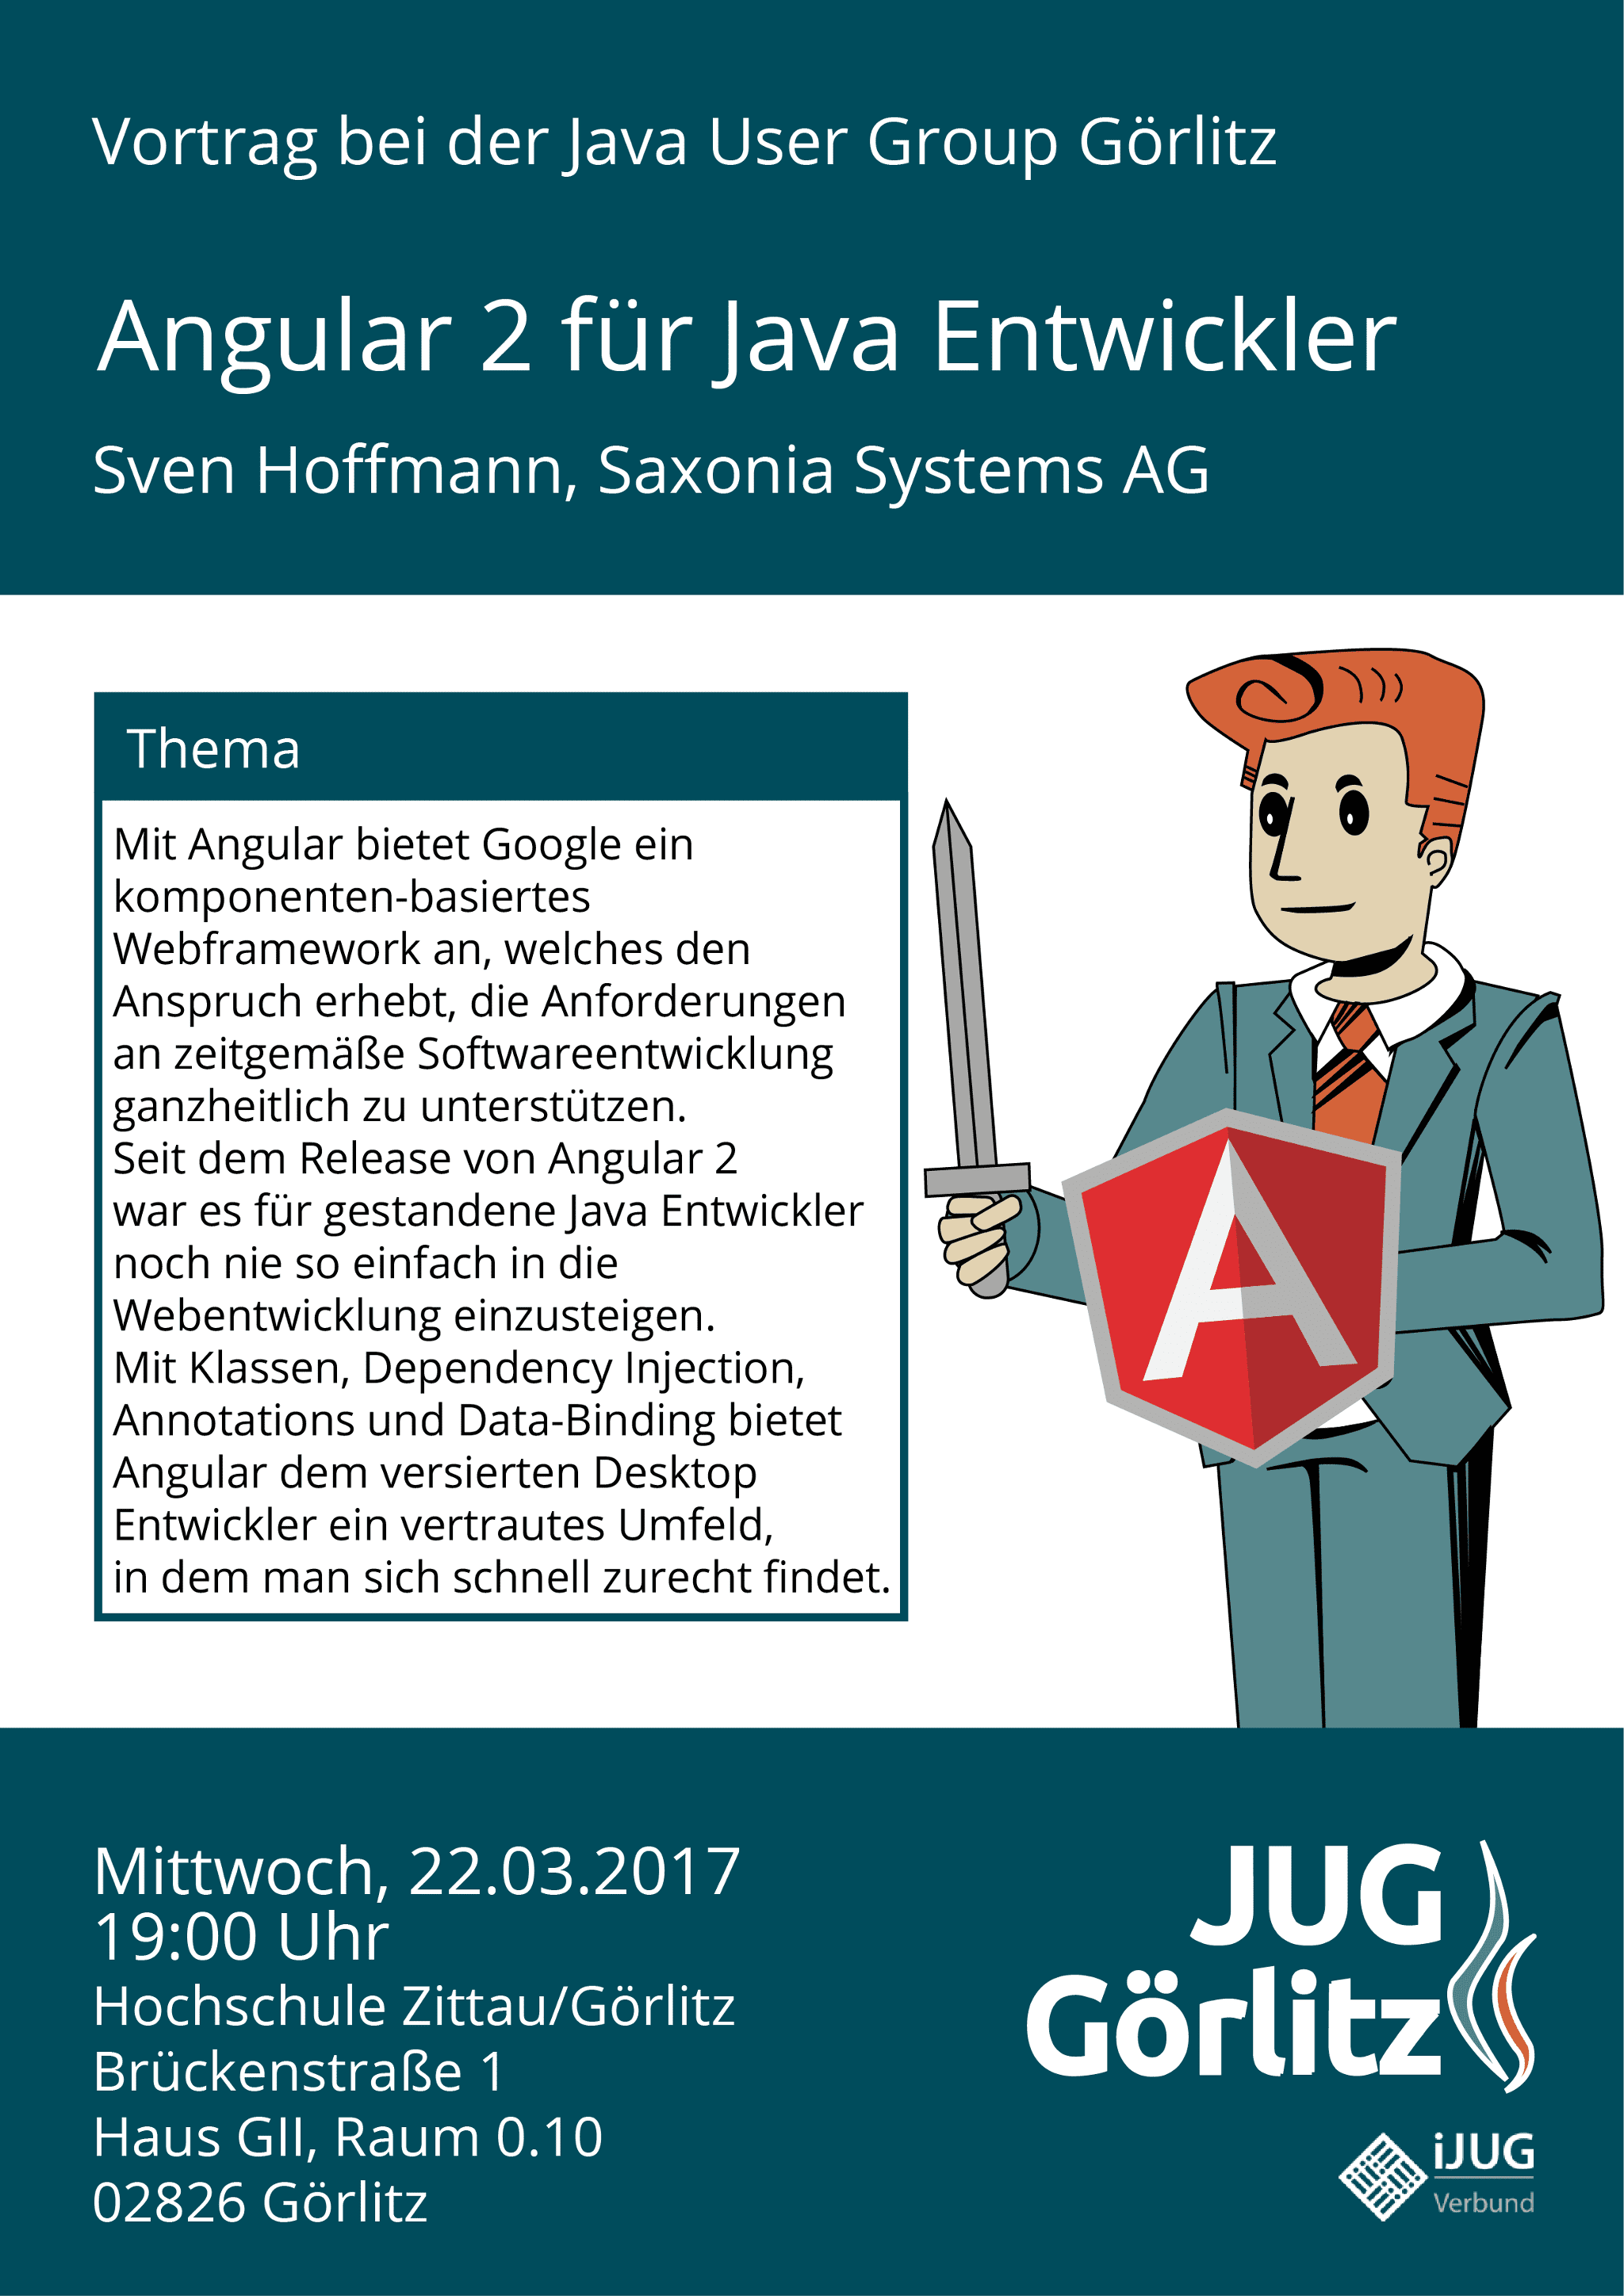 Vortrag bei der Java User Group Görlitz
Angular 2 für Java Entwickler
Sven Hoffmann, Saxonia Systems AG
Thema
Mit Angular bietet Google ein
komponenten-basiertes
Webframework an, welches den
Anspruch erhebt, die Anforderungen
an zeitgemäße Softwareentwicklung
ganzheitlich zu unterstützen.
Seit dem Release von Angular 2
war es für gestandene Java Entwickler
noch nie so einfach in die
Webentwicklung einzusteigen.
Mit Klassen, Dependency Injection,
Annotations und Data-Binding bietet
Angular dem versierten Desktop
Entwickler ein vertrautes Umfeld,
in dem man sich schnell zurecht findet.
A
Mittwoch, 22.03.2017
19:00 Uhr
Hochschule Zittau/Görlitz
Brückenstraße 1
Haus GII, Raum 0.10
02826 Görlitz
JUG
Görlitz
iJUG
Verbund